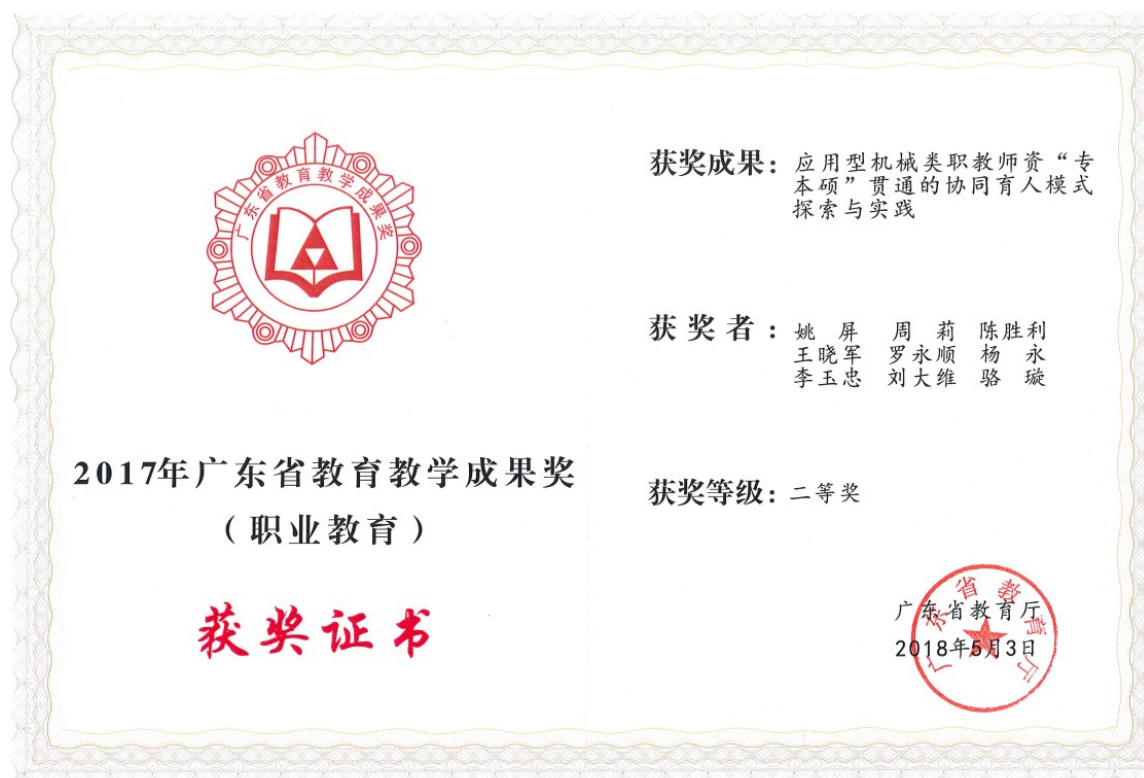 广东省教育教学成果奖
2017年广东省教育教学成果奖
（职业教育）
获奖证书
获奖成果：应用型机械类职教师资“专
本硕”贯通的协同育人模式
探索与实践
获奖者：姚屏 周莉 陈胜利
王晓军 罗永顺 杨永
李玉忠 刘大维 骆璇
获奖等级：二等奖
广东省教育厅
2018年5月3日
广东省教育厅